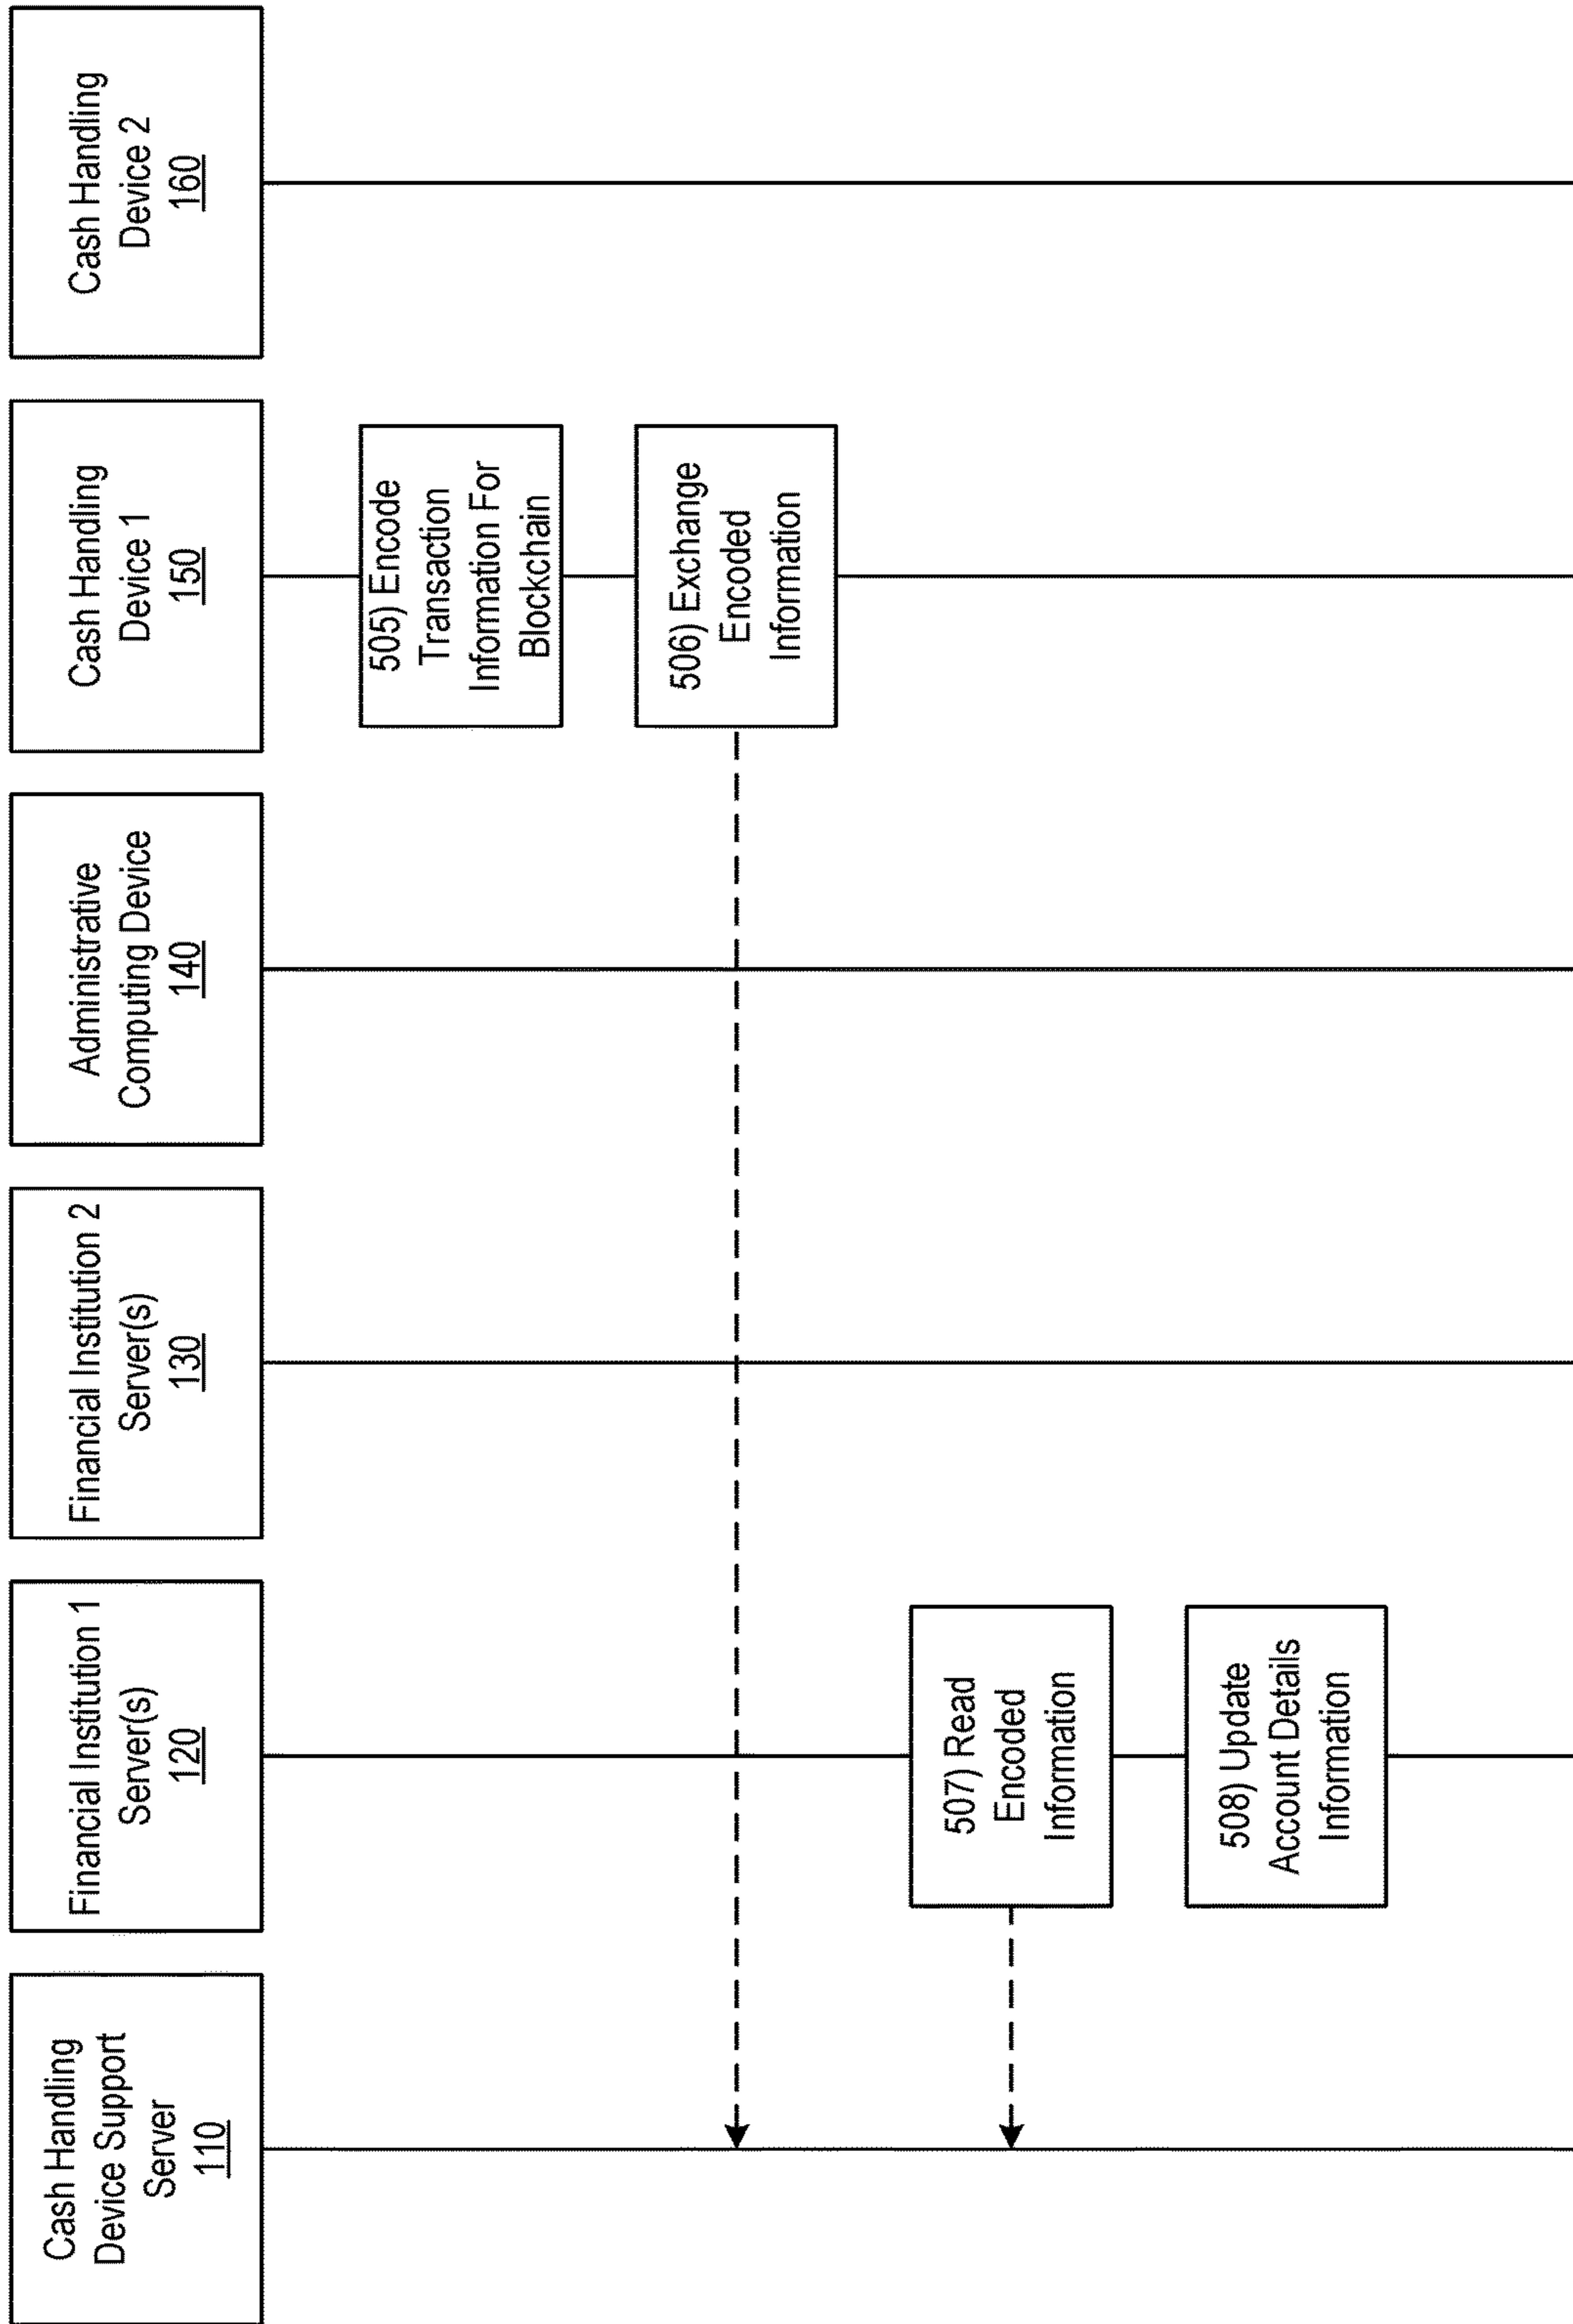 Cash Handling
Device Support
Server
110
Financial Institution 1
Server(s)
120
Financial Institution 2
Server(s)
130
Administrative
Computing Device
140
Cash Handling
Device 1
150
Cash Handling
Device 2
160
505) Encode
Transaction
Information For
Blockchain
506) Exchange
Encoded
Information
507) Read
Encoded
Information
508) Update
Account Details
Information